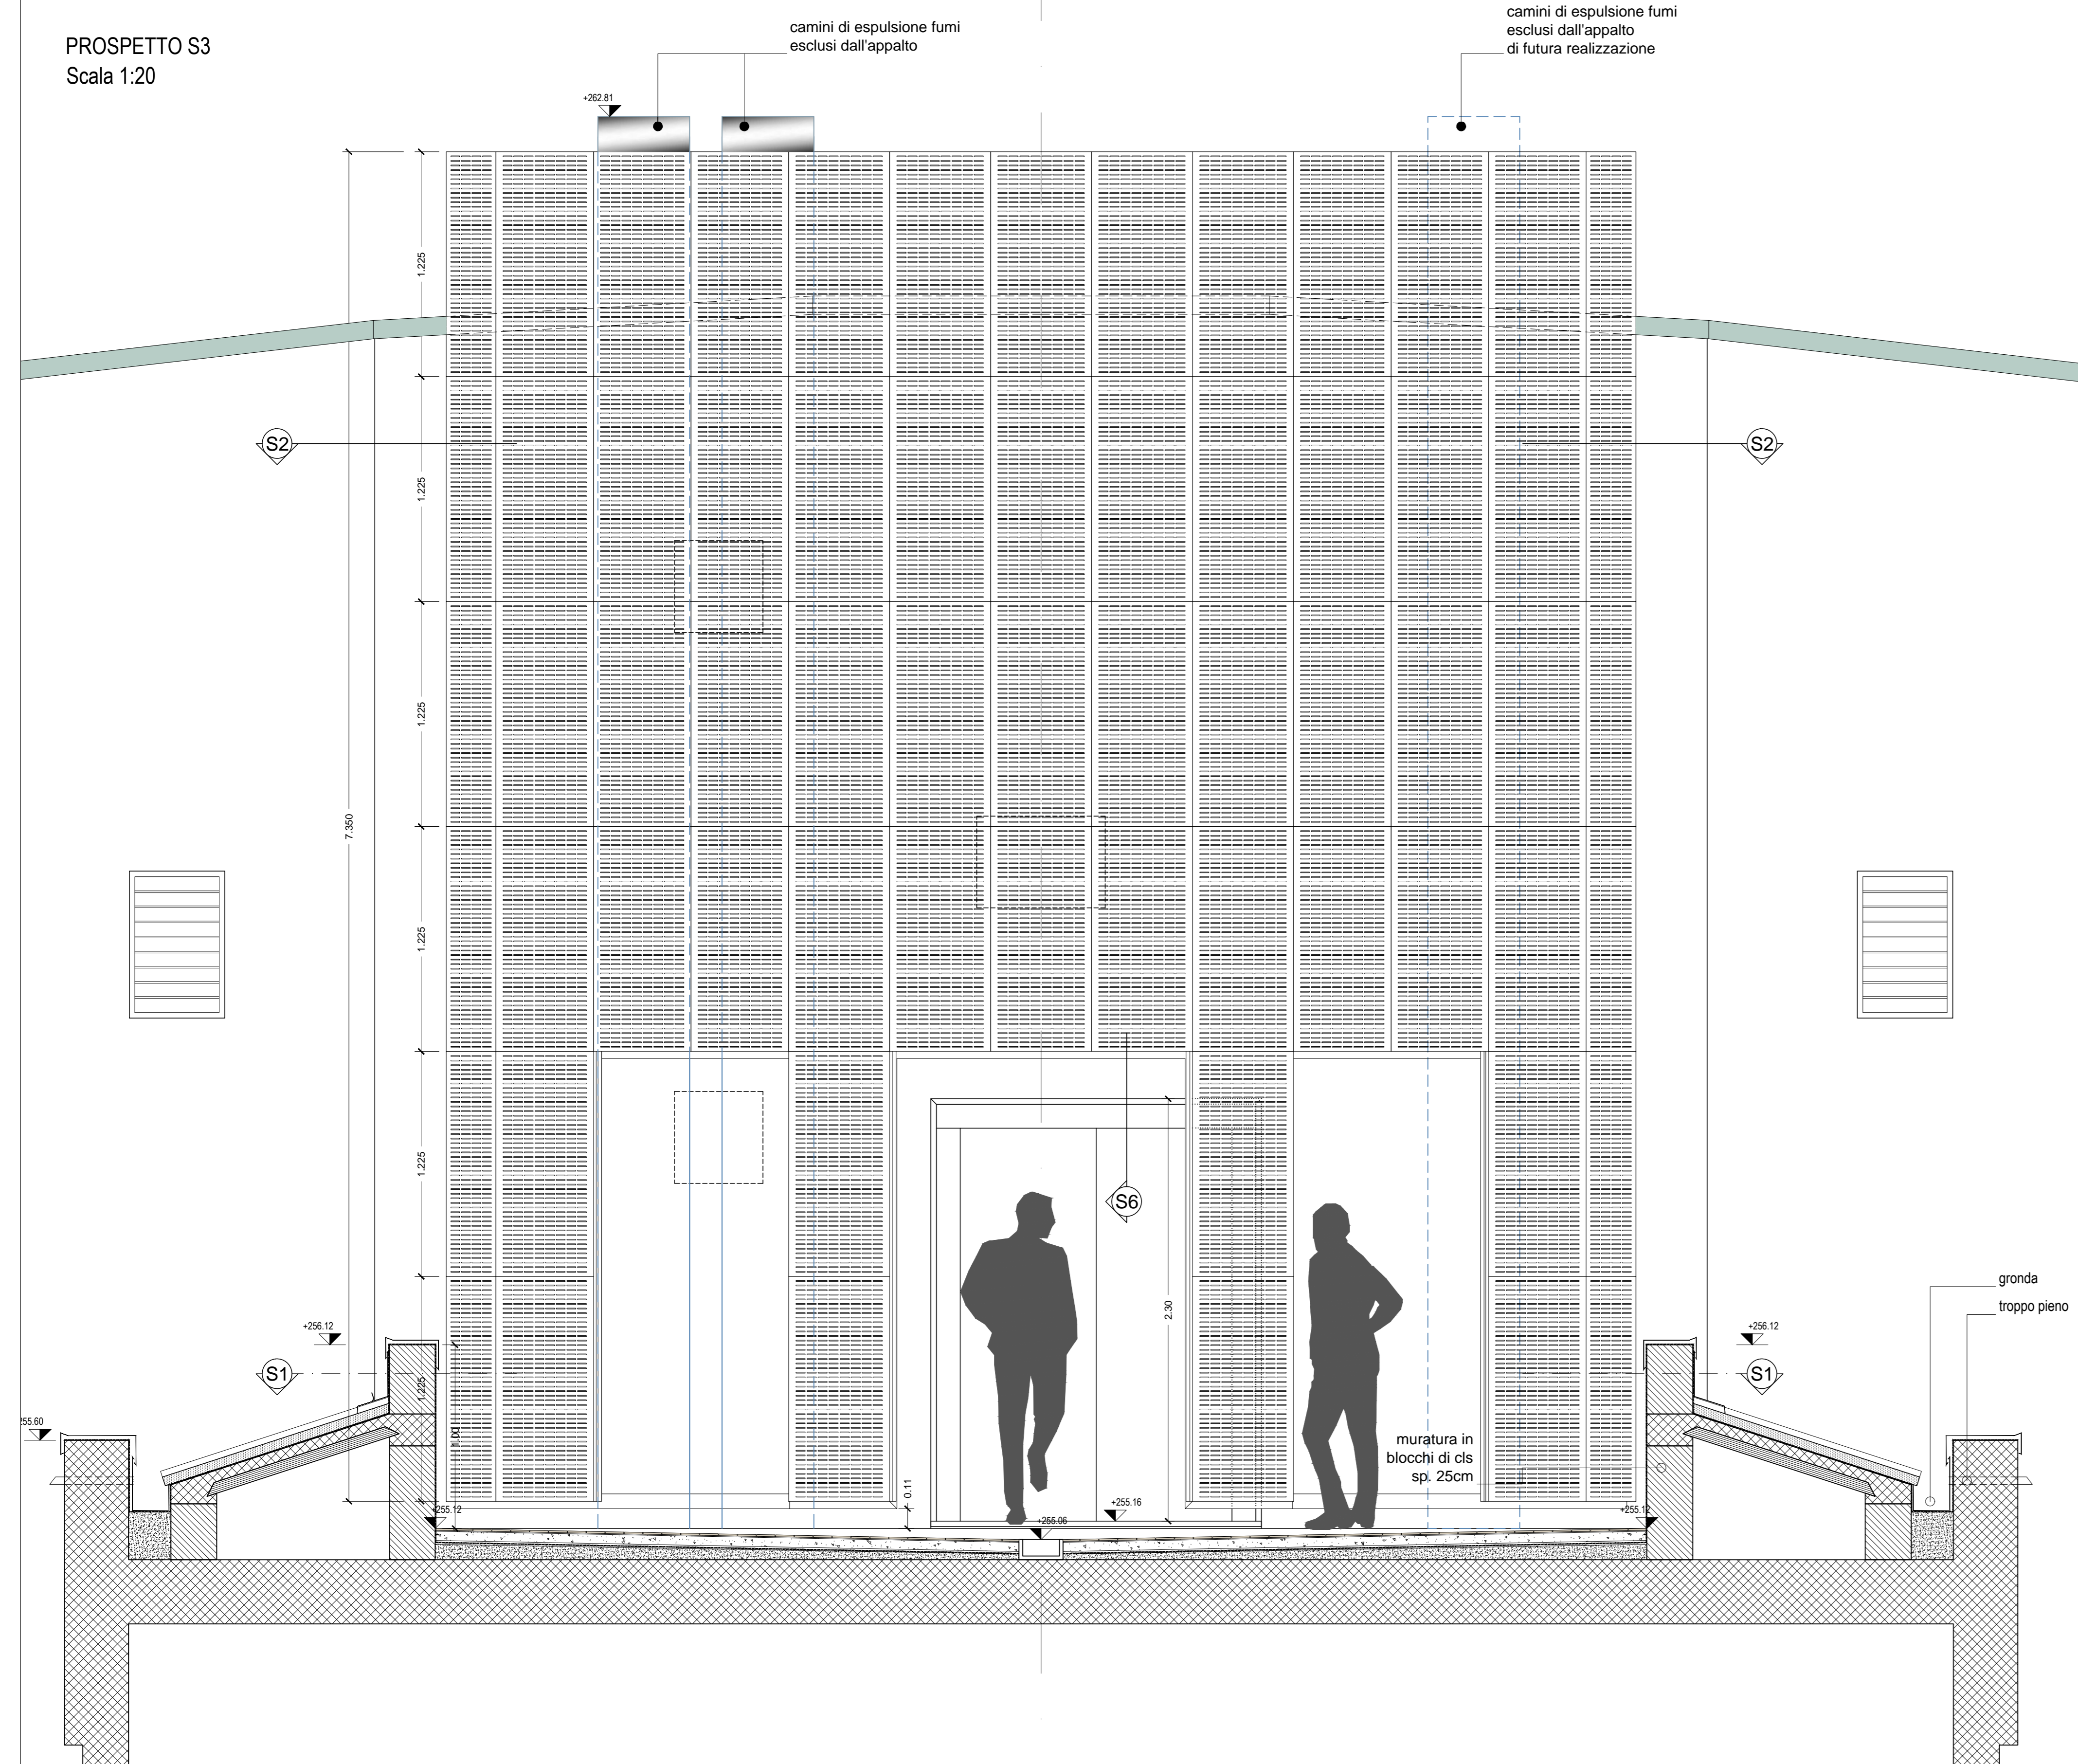 PROSPETTO S3
Scala 1:20
camini di espulsione fumi
esclusi dall'appalto
camini di espulsione fumi
esclusi dall'appalto
di futura realizzazione
+262.81
1.225
S2
S2
1.225
1.225
7.350
1.225
1.225
S6
2.30
gronda
troppo pieno
+256.12
+256.12
S1
S1
1.225
255.60
1.00
muratura in
blocchi di cls
sp. 25cm
0.11
+255.12
+255.16
+255.06
+255.12